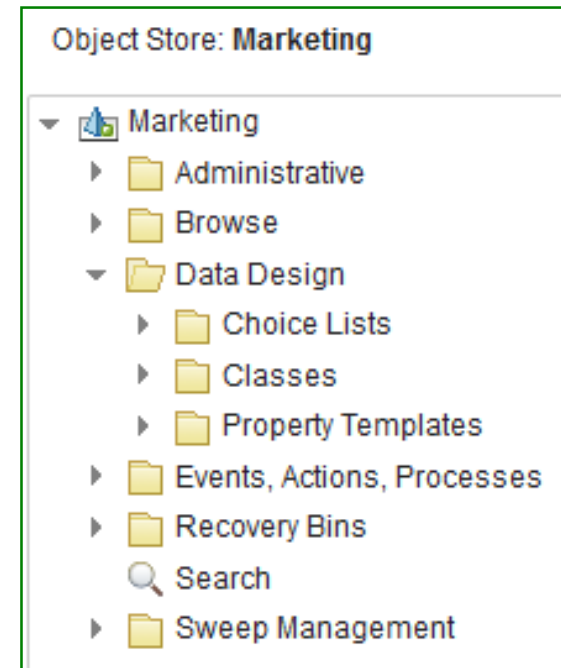 Object Store: Marketing
Marketing
Administrative
Browse
Data Design
Choice Lists
Classes
Property Templates
Events, Actions, Processes
Recovery Bins
Search
Sweep Management